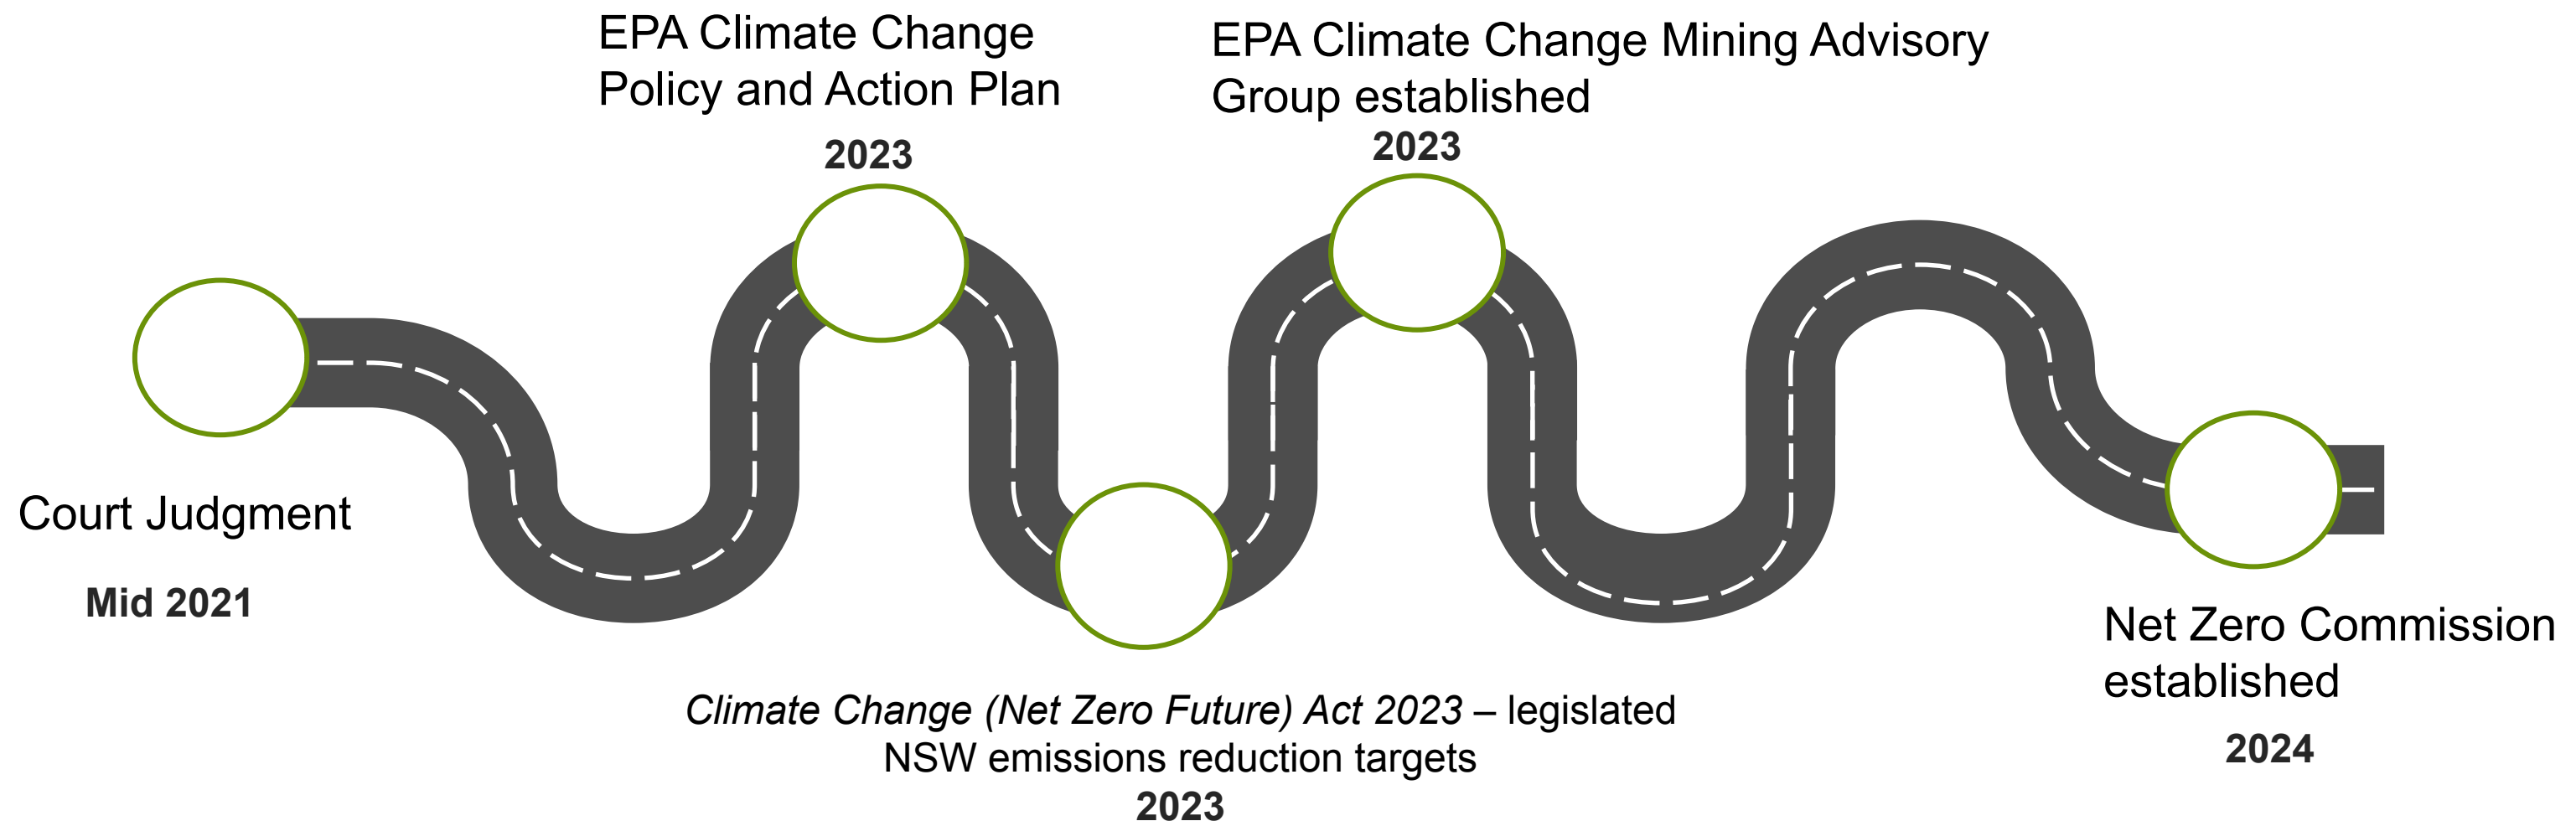 EPA Climate Change
Policy and Action Plan
2023
EPA Climate Change Mining Advisory
Group established
2023
Court Judgment
Mid 2021
Climate Change (Net Zero Future) Act 2023 – legislated
NSW emissions reduction targets
2023
Net Zero Commission
established
2024